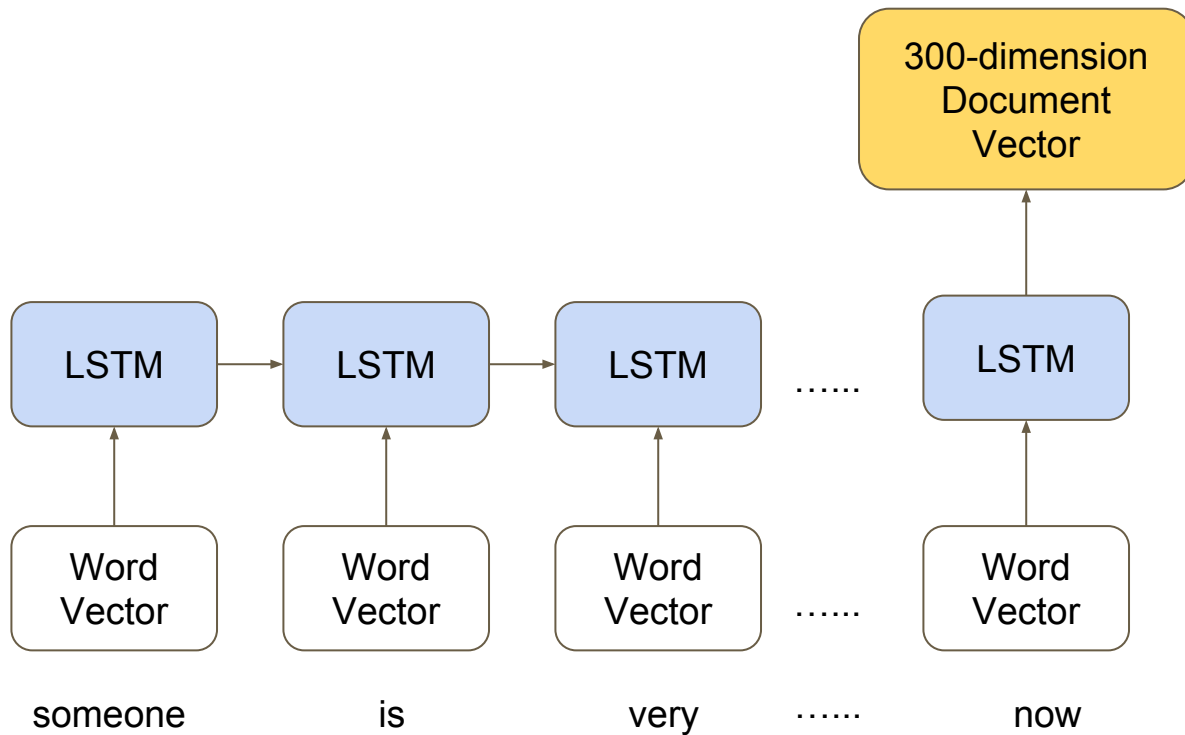 300-dimension
Document
Vector
LSTM LSTM LSTM …... LSTM
Word Word Word Word
Vector Vector Vector …... Vector
someone is very …... now